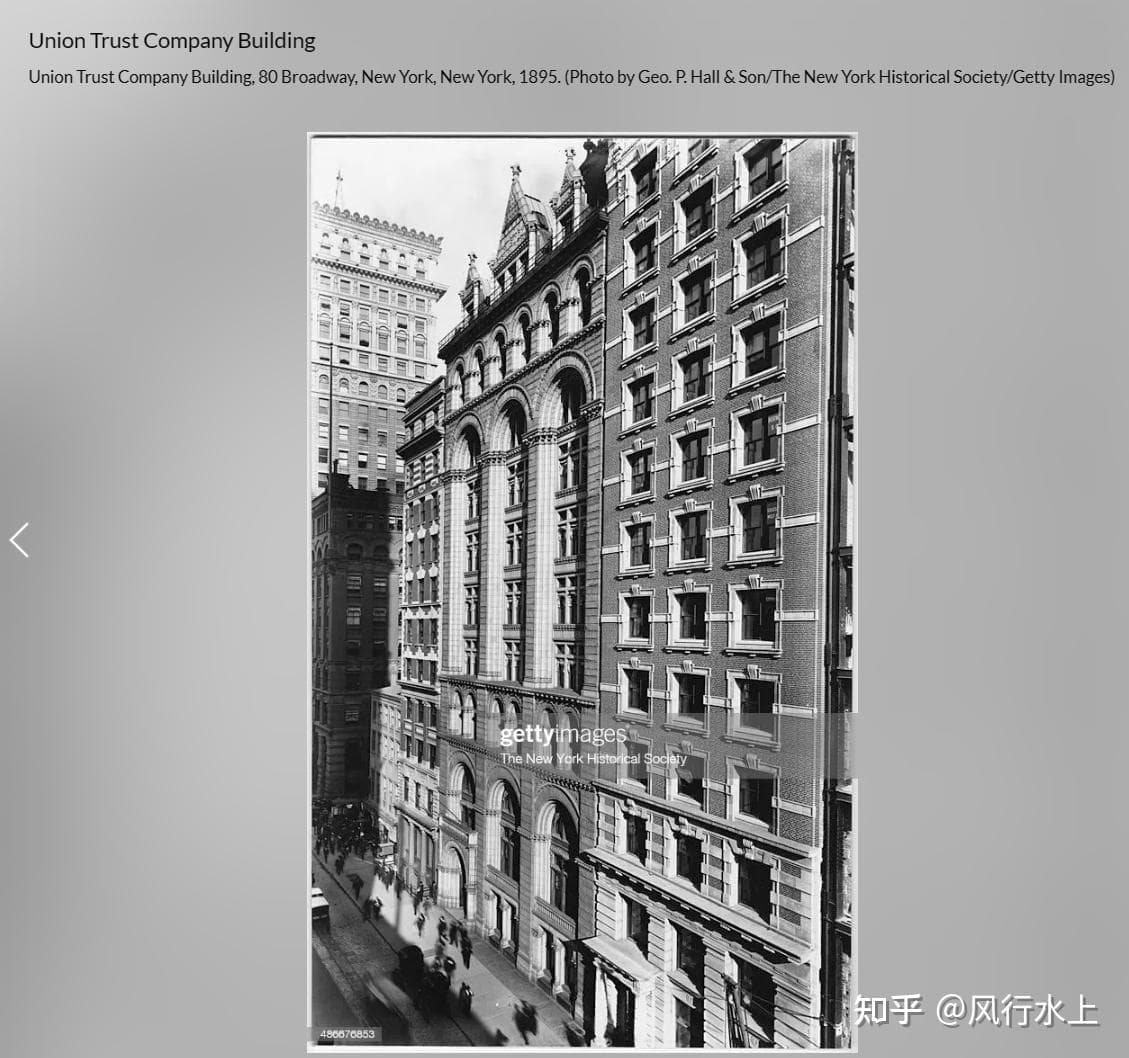 Union Trust Company Building
Union Trust Company Building, 80 Broadway, New York, New York, 1895. (Photo by Geo. P. Hall & Son/The New York Historical Society/Getty Images)
gettyimages
The New York Historical Society
486676853
知乎 @风行水上